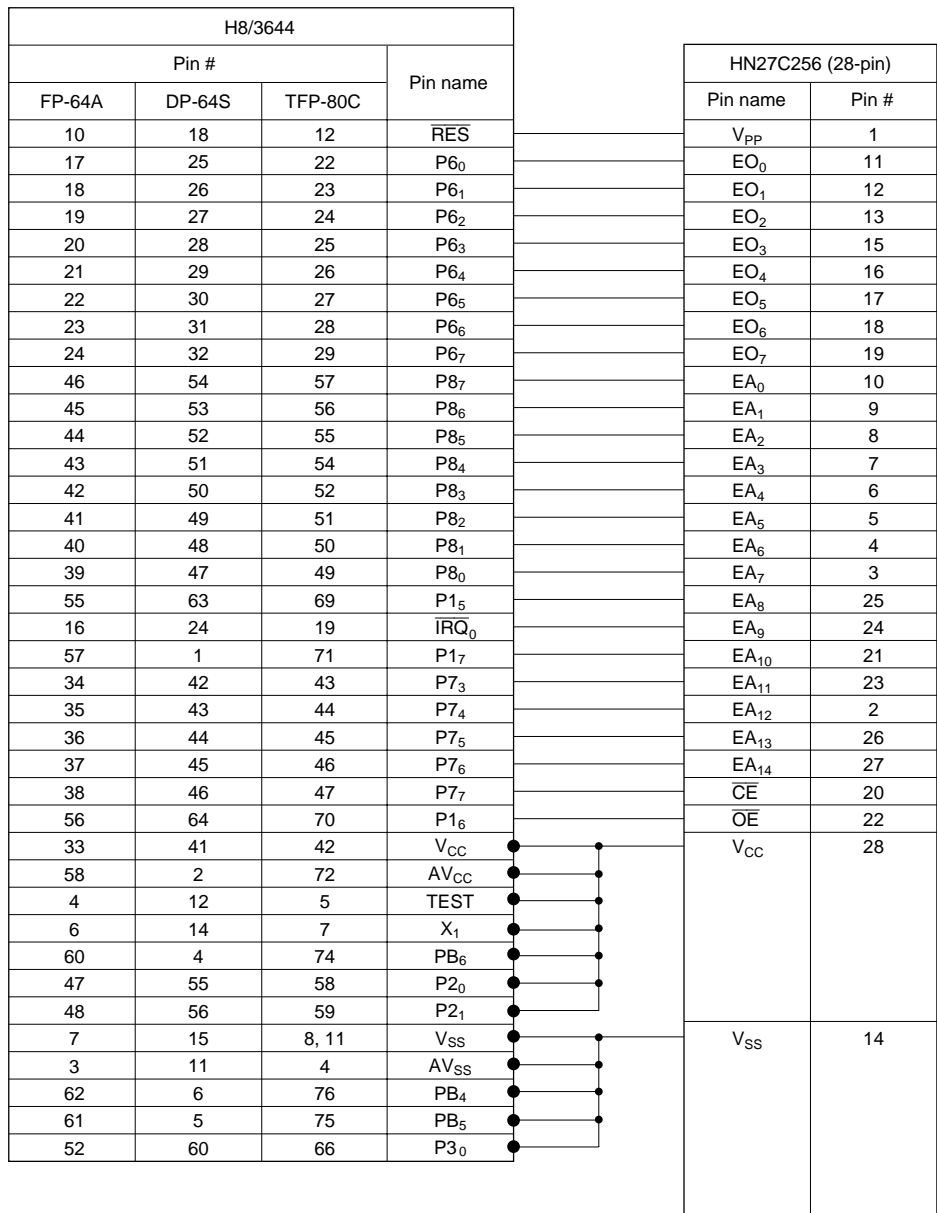 H8/3644
Pin #
Pin name
FP-64A DP-64S TFP-80C
HN27C256 (28-pin)
Pin name Pin #
10 18 12 R̅E̅S̅ V_PP 1
17 25 22 P6₀ EO₀ 11
18 26 23 P6₁ EO₁ 12
19 27 24 P6₂ EO₂ 13
20 28 25 P6₃ EO₃ 15
21 29 26 P6₄ EO₄ 16
22 30 27 P6₅ EO₅ 17
23 31 28 P6₆ EO₆ 18
24 32 29 P6₇ EO₇ 19
46 54 57 P8₇ EA₀ 10
45 53 56 P8₆ EA₁ 9
44 52 55 P8₅ EA₂ 8
43 51 54 P8₄ EA₃ 7
42 50 52 P8₃ EA₄ 6
41 49 51 P8₂ EA₅ 5
40 48 50 P8₁ EA₆ 4
39 47 49 P8₀ EA₇ 3
55 63 69 P1₅ EA₈ 25
16 24 19 I̅R̅Q̅₀ EA₉ 24
57 1 71 P1₇ EA₁₀ 21
34 42 43 P7₃ EA₁₁ 23
35 43 44 P7₄ EA₁₂ 2
36 44 45 P7₅ EA₁₃ 26
37 45 46 P7₆ EA₁₄ 27
38 46 47 P7₇ C̅E̅ 20
56 64 70 P1₆ O̅E̅ 22
33 41 42 V_CC V_CC 28
58 2 72 AV_CC
4 12 5 TEST
6 14 7 X₁
60 4 74 PB₆
47 55 58 P2₀
48 56 59 P2₁
7 15 8, 11 V_SS V_SS 14
3 11 4 AV_SS
62 6 76 PB₄
61 5 75 PB₅
52 60 66 P3₀